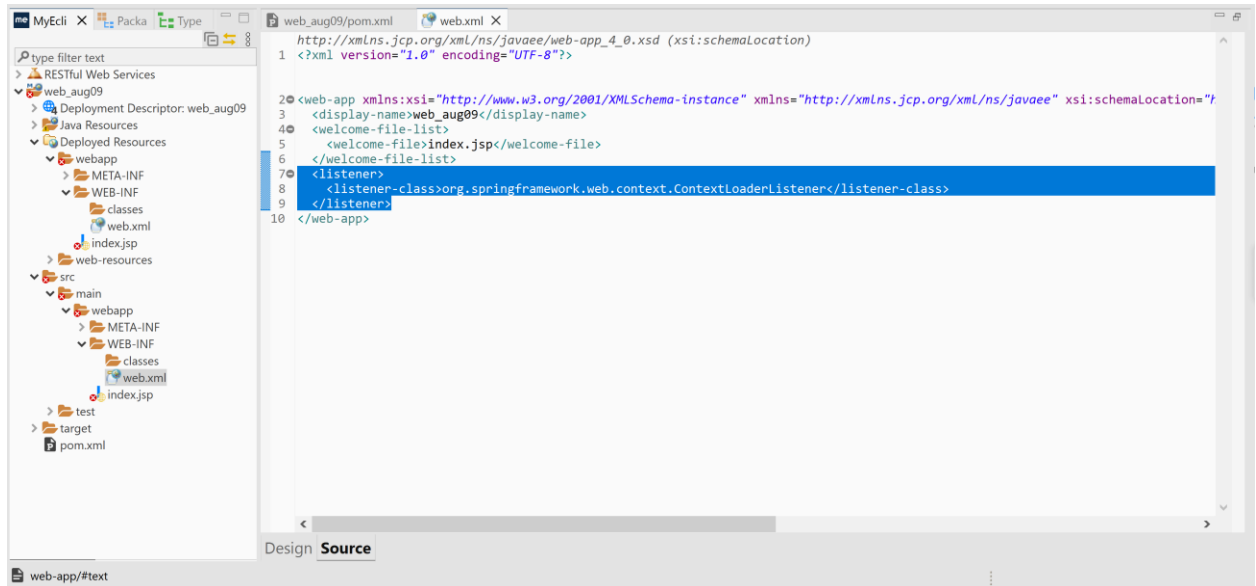 me MyEcli Packa Type
type filter text
RESTful Web Services
web_aug09
Deployment Descriptor: web_aug09
Java Resources
Deployed Resources
webapp
META-INF
WEB-INF
classes
web.xml
index.jsp
web-resources
src
main
webapp
META-INF
WEB-INF
classes
web.xml
index.jsp
test
target
pom.xml
web_aug09/pom.xml web.xml
http://xmlns.jcp.org/xml/ns/javaee/web-app_4_0.xsd (xsi:schemaLocation)
1 <?xml version="1.0" encoding="UTF-8"?>
2 <web-app xmlns:xsi="http://www.w3.org/2001/XMLSchema-instance" xmlns="http://xmlns.jcp.org/xml/ns/javaee" xsi:schemaLocation="h
3 <display-name>web_aug09</display-name>
4 <welcome-file-list>
5 <welcome-file>index.jsp</welcome-file>
6 </welcome-file-list>
7 <listener>
8 <listener-class>org.springframework.web.context.ContextLoaderListener</listener-class>
9 </listener>
10 </web-app>
Design Source
web-app/#text